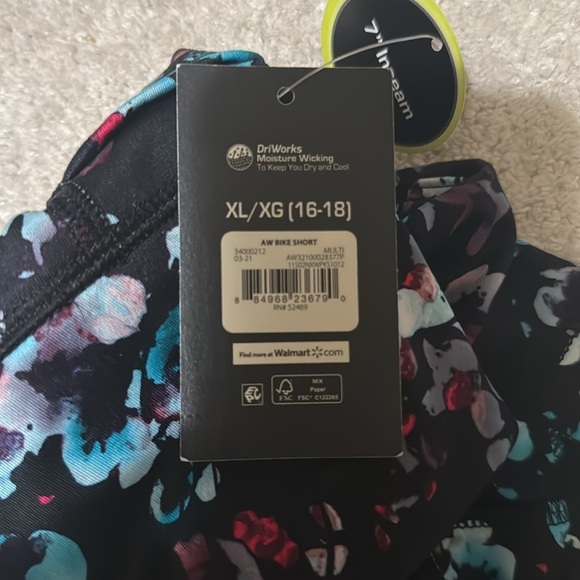 7" Inseam
DriWorks
Moisture Wicking
To Keep You Dry and Cool
XL/XG (16-18)
AW BIKE SHORT
34000212 MULTI
03-21 AW32100028377P
11502NXWPKS1012
8 84968 23679 0
RN# 52469
Find more at Walmart.com
FSC
MIX
Paper
FSC® C122265